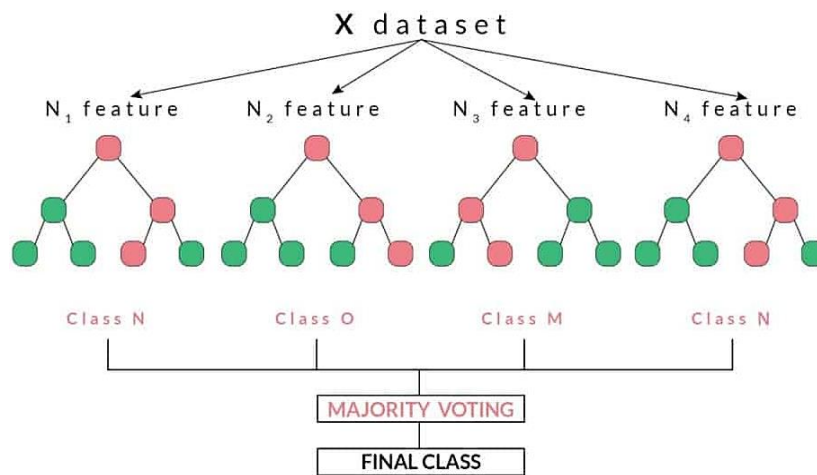 X dataset
N₁ feature N₂ feature N₃ feature N₄ feature
Class N Class O Class M Class N
MAJORITY VOTING
FINAL CLASS